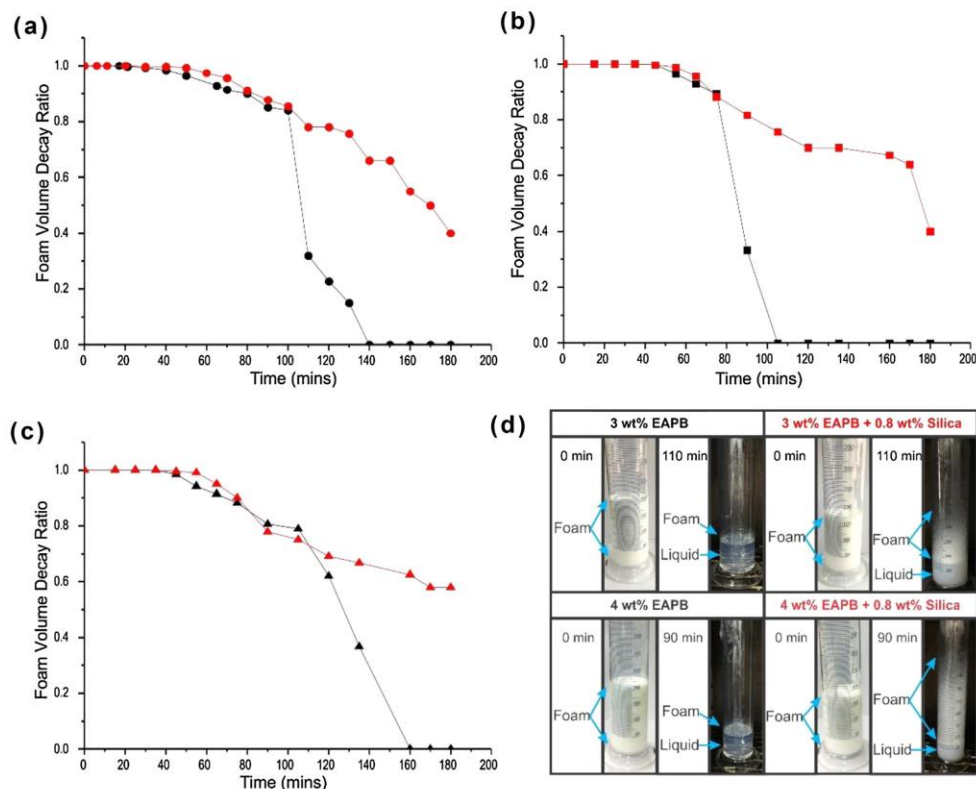 (a)
Foam Volume Decay Ratio
1.0
0.8
0.6
0.4
0.2
0.0
0 20 40 60 80 100 120 140 160 180 200
Time (mins)
(b)
Foam Volume Decay Ratio
1.0
0.8
0.6
0.4
0.2
0.0
0 20 40 60 80 100 120 140 160 180 200
Time (mins)
(c)
Foam Volume Decay Ratio
1.0
0.8
0.6
0.4
0.2
0.0
0 20 40 60 80 100 120 140 160 180 200
Time (mins)
(d)
3 wt% EAPB
3 wt% EAPB + 0.8 wt% Silica
0 min
110 min
0 min
110 min
Foam
Foam
Liquid
Foam
Foam
Liquid
4 wt% EAPB
4 wt% EAPB + 0.8 wt% Silica
0 min
90 min
0 min
90 min
Foam
Foam
Liquid
Foam
Foam
Liquid